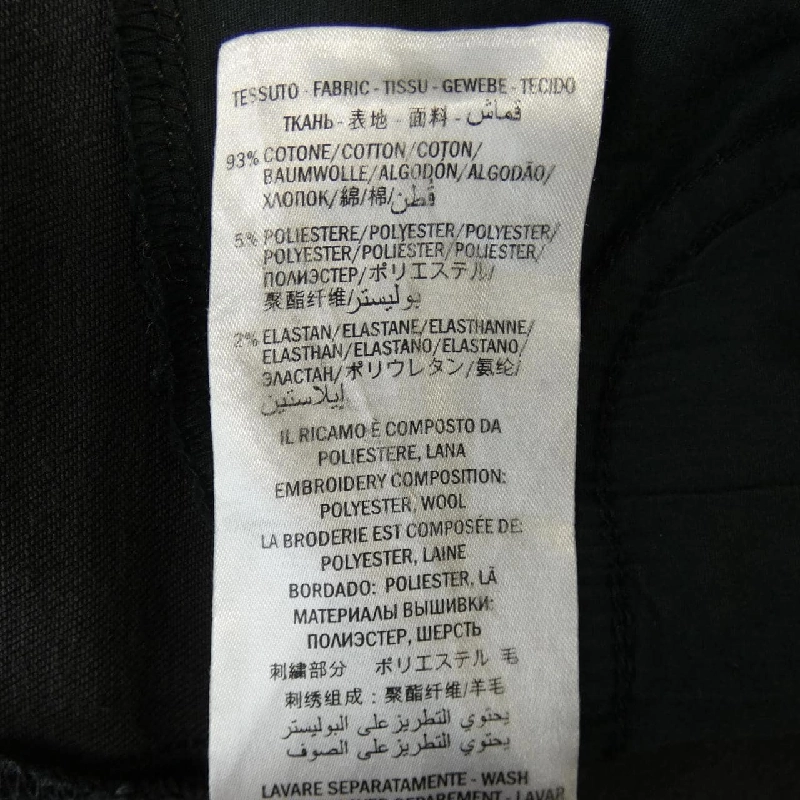 TESSUTO - FABRIC - TISSU - GEWEBE - TECIDO
ТКАНЬ - 表地 - 面料 - قماش
93% COTONE/COTTON/COTON/
BAUMWOLLE/ALGODÓN/ALGODÃO/
ХЛОПОК/綿/棉/قطن
5% POLIESTERE/POLYESTER/POLYESTER/
POLYESTER/POLIÉSTER/POLIESTER/
ПОЛИЭСТЕР/ポリエステル/
聚酯纤维/بوليستر
2% ELASTAN/ELASTANE/ELASTHANNE/
ELASTHAN/ELASTANO/ELASTANO/
ЭЛАСТАН/ポリウレタン/氨纶/
إيلاستين
IL RICAMO È COMPOSTO DA
POLIESTERE, LANA
EMBROIDERY COMPOSITION:
POLYESTER, WOOL
LA BRODERIE EST COMPOSÉE DE:
POLYESTER, LAINE
BORDADO: POLIESTER, LÃ
МАТЕРИАЛЫ ВЫШИВКИ:
ПОЛИЭСТЕР, ШЕРСТЬ
刺繍部分 ポリエステル 毛
刺绣组成：聚酯纤维/羊毛
يحتوي التطريز على البوليستر
يحتوي التطريز على الصوف
LAVARE SEPARATAMENTE - WASH
SEPAREMENT - LAVAR